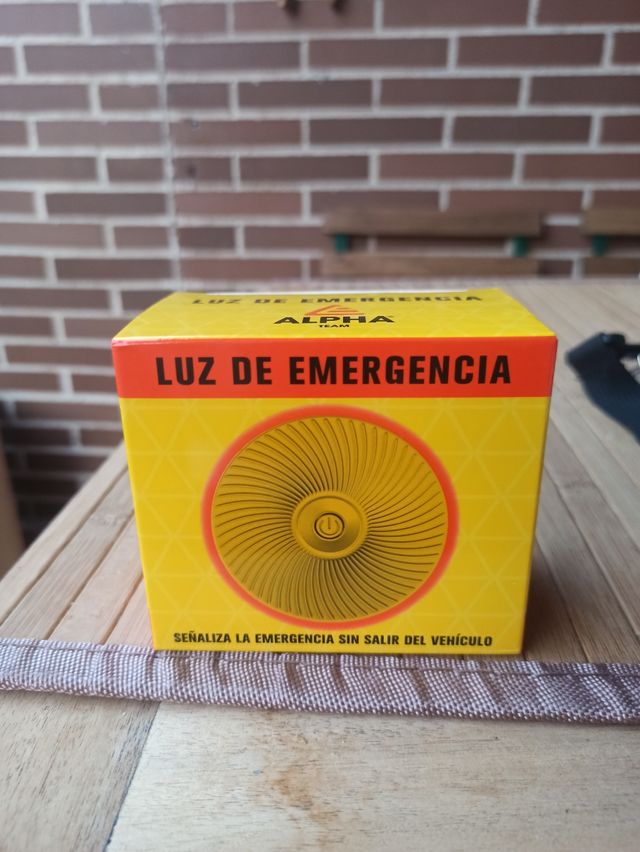 LUZ DE EMERGENCIA
ALPHA
TEAM
LUZ DE EMERGENCIA
SEÑALIZA LA EMERGENCIA SIN SALIR DEL VEHÍCULO